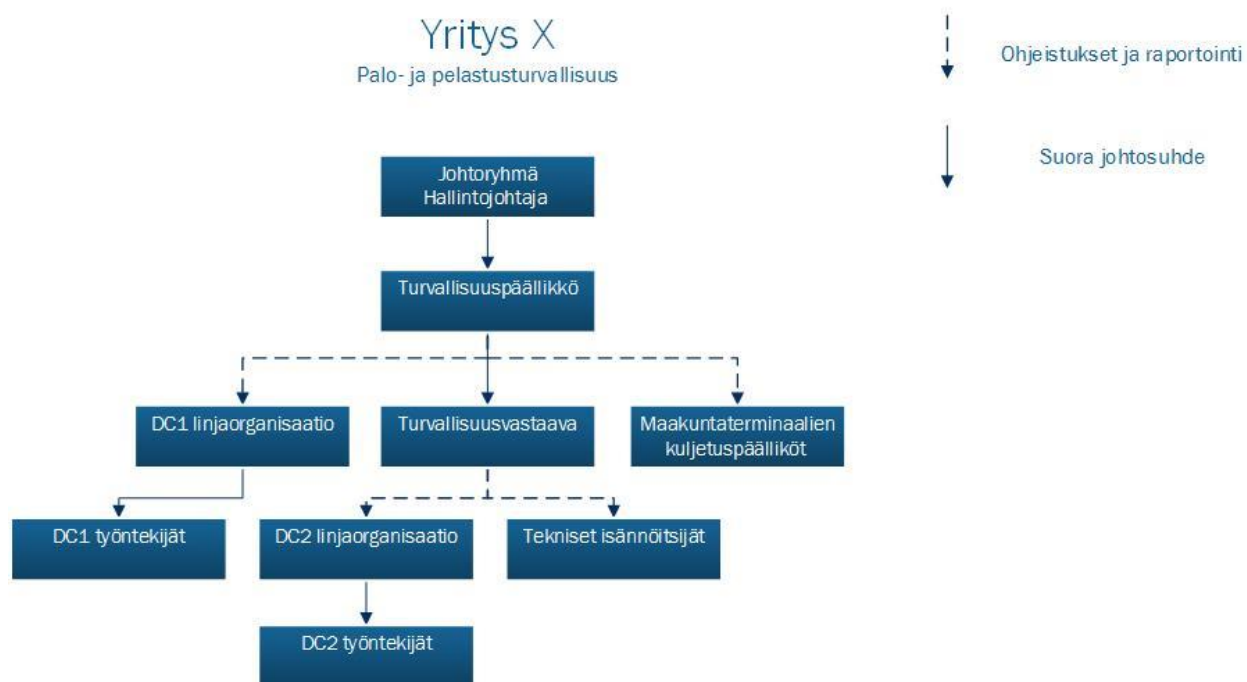 Yritys X
Palo- ja pelastusturvallisuus
Ohjeistukset ja raportointi
Suora johtosuhde
Johtoryhmä
Hallintojohtaja
Turvallisuuspäällikkö
DC1 linjaorganisaatio
Turvallisuusvastaava
Maakuntaterminaalien
kuljetuspäälliköt
DC1 työntekijät
DC2 linjaorganisaatio
Tekniset isännöitsijät
DC2 työntekijät